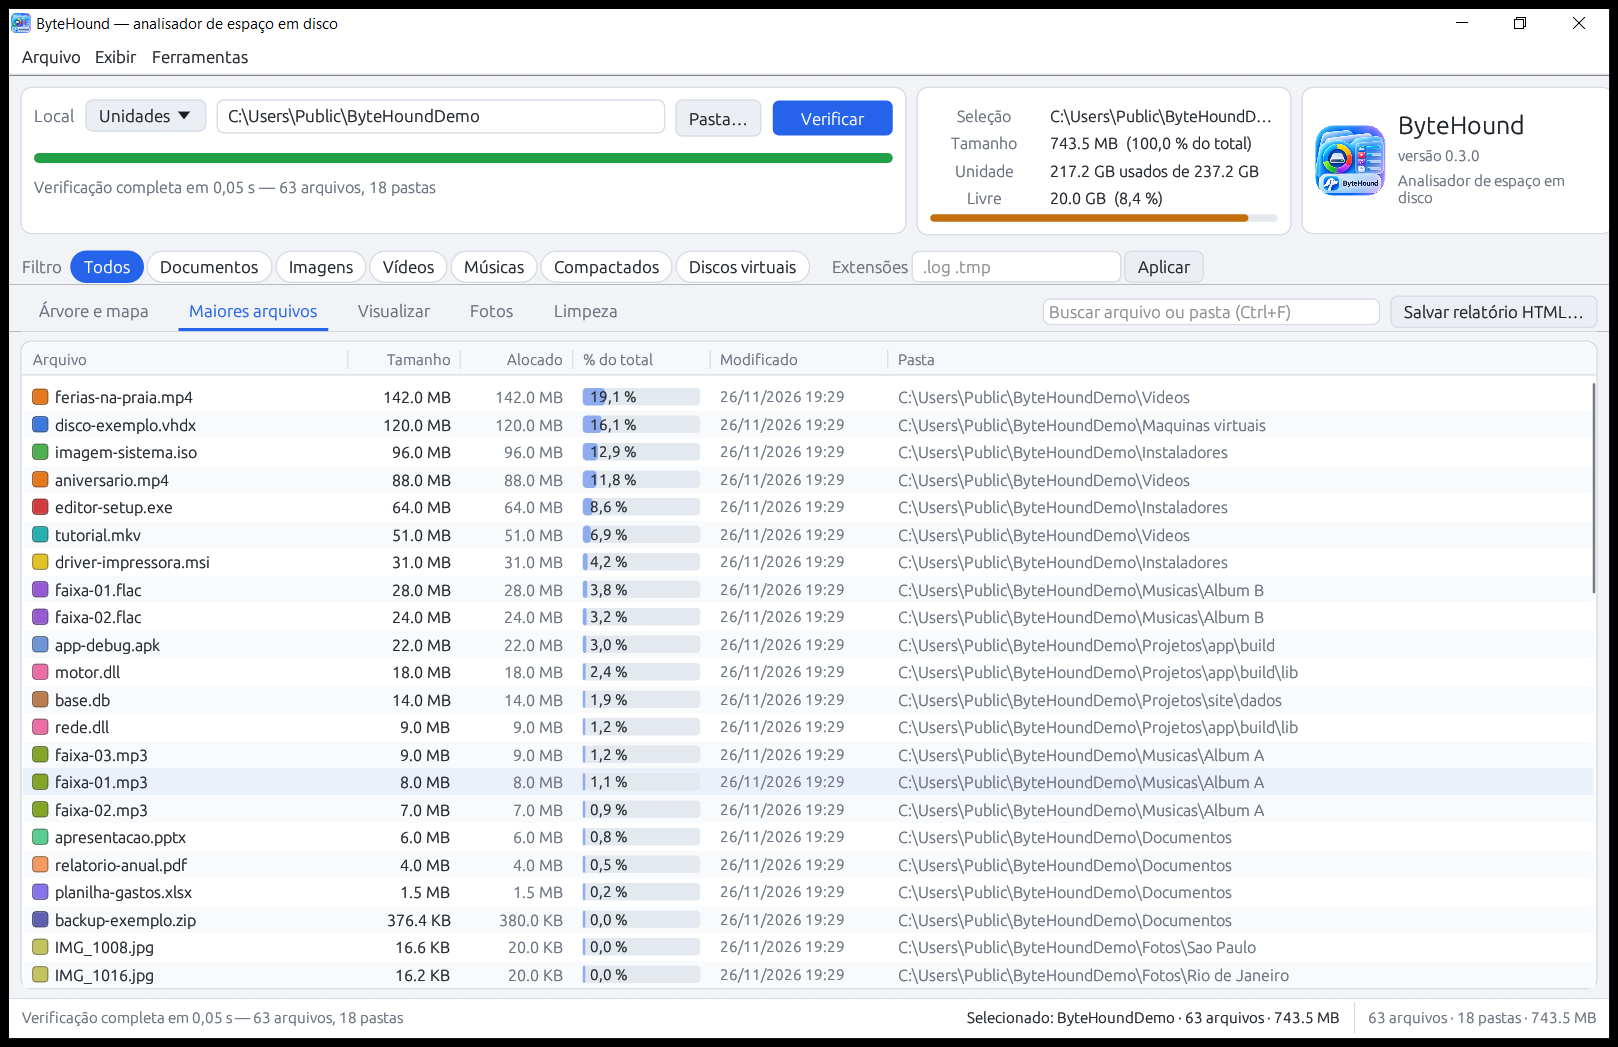 ByteHound — analisador de espaço em disco
Arquivo Exibir Ferramentas
Local Unidades ▼ C:\Users\Public\ByteHoundDemo Pasta... Verificar
Verificação completa em 0,05 s — 63 arquivos, 18 pastas
Seleção C:\Users\Public\ByteHoundD...
Tamanho 743.5 MB (100,0 % do total)
Unidade 217.2 GB usados de 237.2 GB
Livre 20.0 GB (8,4 %)
ByteHound
ByteHound
versão 0.3.0
Analisador de espaço em
disco
Filtro Todos Documentos Imagens Vídeos Músicas Compactados Discos virtuais Extensões .log .tmp Aplicar
Árvore e mapa Maiores arquivos Visualizar Fotos Limpeza Buscar arquivo ou pasta (Ctrl+F) Salvar relatório HTML...
Arquivo Tamanho Alocado % do total Modificado Pasta
ferias-na-praia.mp4 142.0 MB 142.0 MB 19,1 % 26/11/2026 19:29 C:\Users\Public\ByteHoundDemo\Videos
disco-exemplo.vhdx 120.0 MB 120.0 MB 16,1 % 26/11/2026 19:29 C:\Users\Public\ByteHoundDemo\Maquinas virtuais
imagem-sistema.iso 96.0 MB 96.0 MB 12,9 % 26/11/2026 19:29 C:\Users\Public\ByteHoundDemo\Instaladores
aniversario.mp4 88.0 MB 88.0 MB 11,8 % 26/11/2026 19:29 C:\Users\Public\ByteHoundDemo\Videos
editor-setup.exe 64.0 MB 64.0 MB 8,6 % 26/11/2026 19:29 C:\Users\Public\ByteHoundDemo\Instaladores
tutorial.mkv 51.0 MB 51.0 MB 6,9 % 26/11/2026 19:29 C:\Users\Public\ByteHoundDemo\Videos
driver-impressora.msi 31.0 MB 31.0 MB 4,2 % 26/11/2026 19:29 C:\Users\Public\ByteHoundDemo\Instaladores
faixa-01.flac 28.0 MB 28.0 MB 3,8 % 26/11/2026 19:29 C:\Users\Public\ByteHoundDemo\Musicas\Album B
faixa-02.flac 24.0 MB 24.0 MB 3,2 % 26/11/2026 19:29 C:\Users\Public\ByteHoundDemo\Musicas\Album B
app-debug.apk 22.0 MB 22.0 MB 3,0 % 26/11/2026 19:29 C:\Users\Public\ByteHoundDemo\Projetos\app\build
motor.dll 18.0 MB 18.0 MB 2,4 % 26/11/2026 19:29 C:\Users\Public\ByteHoundDemo\Projetos\app\build\lib
base.db 14.0 MB 14.0 MB 1,9 % 26/11/2026 19:29 C:\Users\Public\ByteHoundDemo\Projetos\site\dados
rede.dll 9.0 MB 9.0 MB 1,2 % 26/11/2026 19:29 C:\Users\Public\ByteHoundDemo\Projetos\app\build\lib
faixa-03.mp3 9.0 MB 9.0 MB 1,2 % 26/11/2026 19:29 C:\Users\Public\ByteHoundDemo\Musicas\Album A
faixa-01.mp3 8.0 MB 8.0 MB 1,1 % 26/11/2026 19:29 C:\Users\Public\ByteHoundDemo\Musicas\Album A
faixa-02.mp3 7.0 MB 7.0 MB 0,9 % 26/11/2026 19:29 C:\Users\Public\ByteHoundDemo\Musicas\Album A
apresentacao.pptx 6.0 MB 6.0 MB 0,8 % 26/11/2026 19:29 C:\Users\Public\ByteHoundDemo\Documentos
relatorio-anual.pdf 4.0 MB 4.0 MB 0,5 % 26/11/2026 19:29 C:\Users\Public\ByteHoundDemo\Documentos
planilha-gastos.xlsx 1.5 MB 1.5 MB 0,2 % 26/11/2026 19:29 C:\Users\Public\ByteHoundDemo\Documentos
backup-exemplo.zip 376.4 KB 380.0 KB 0,0 % 26/11/2026 19:29 C:\Users\Public\ByteHoundDemo\Documentos
IMG_1008.jpg 16.6 KB 20.0 KB 0,0 % 26/11/2026 19:29 C:\Users\Public\ByteHoundDemo\Fotos\Sao Paulo
IMG_1016.jpg 16.2 KB 20.0 KB 0,0 % 26/11/2026 19:29 C:\Users\Public\ByteHoundDemo\Fotos\Rio de Janeiro
Verificação completa em 0,05 s — 63 arquivos, 18 pastas Selecionado: ByteHoundDemo · 63 arquivos · 743.5 MB 63 arquivos · 18 pastas · 743.5 MB